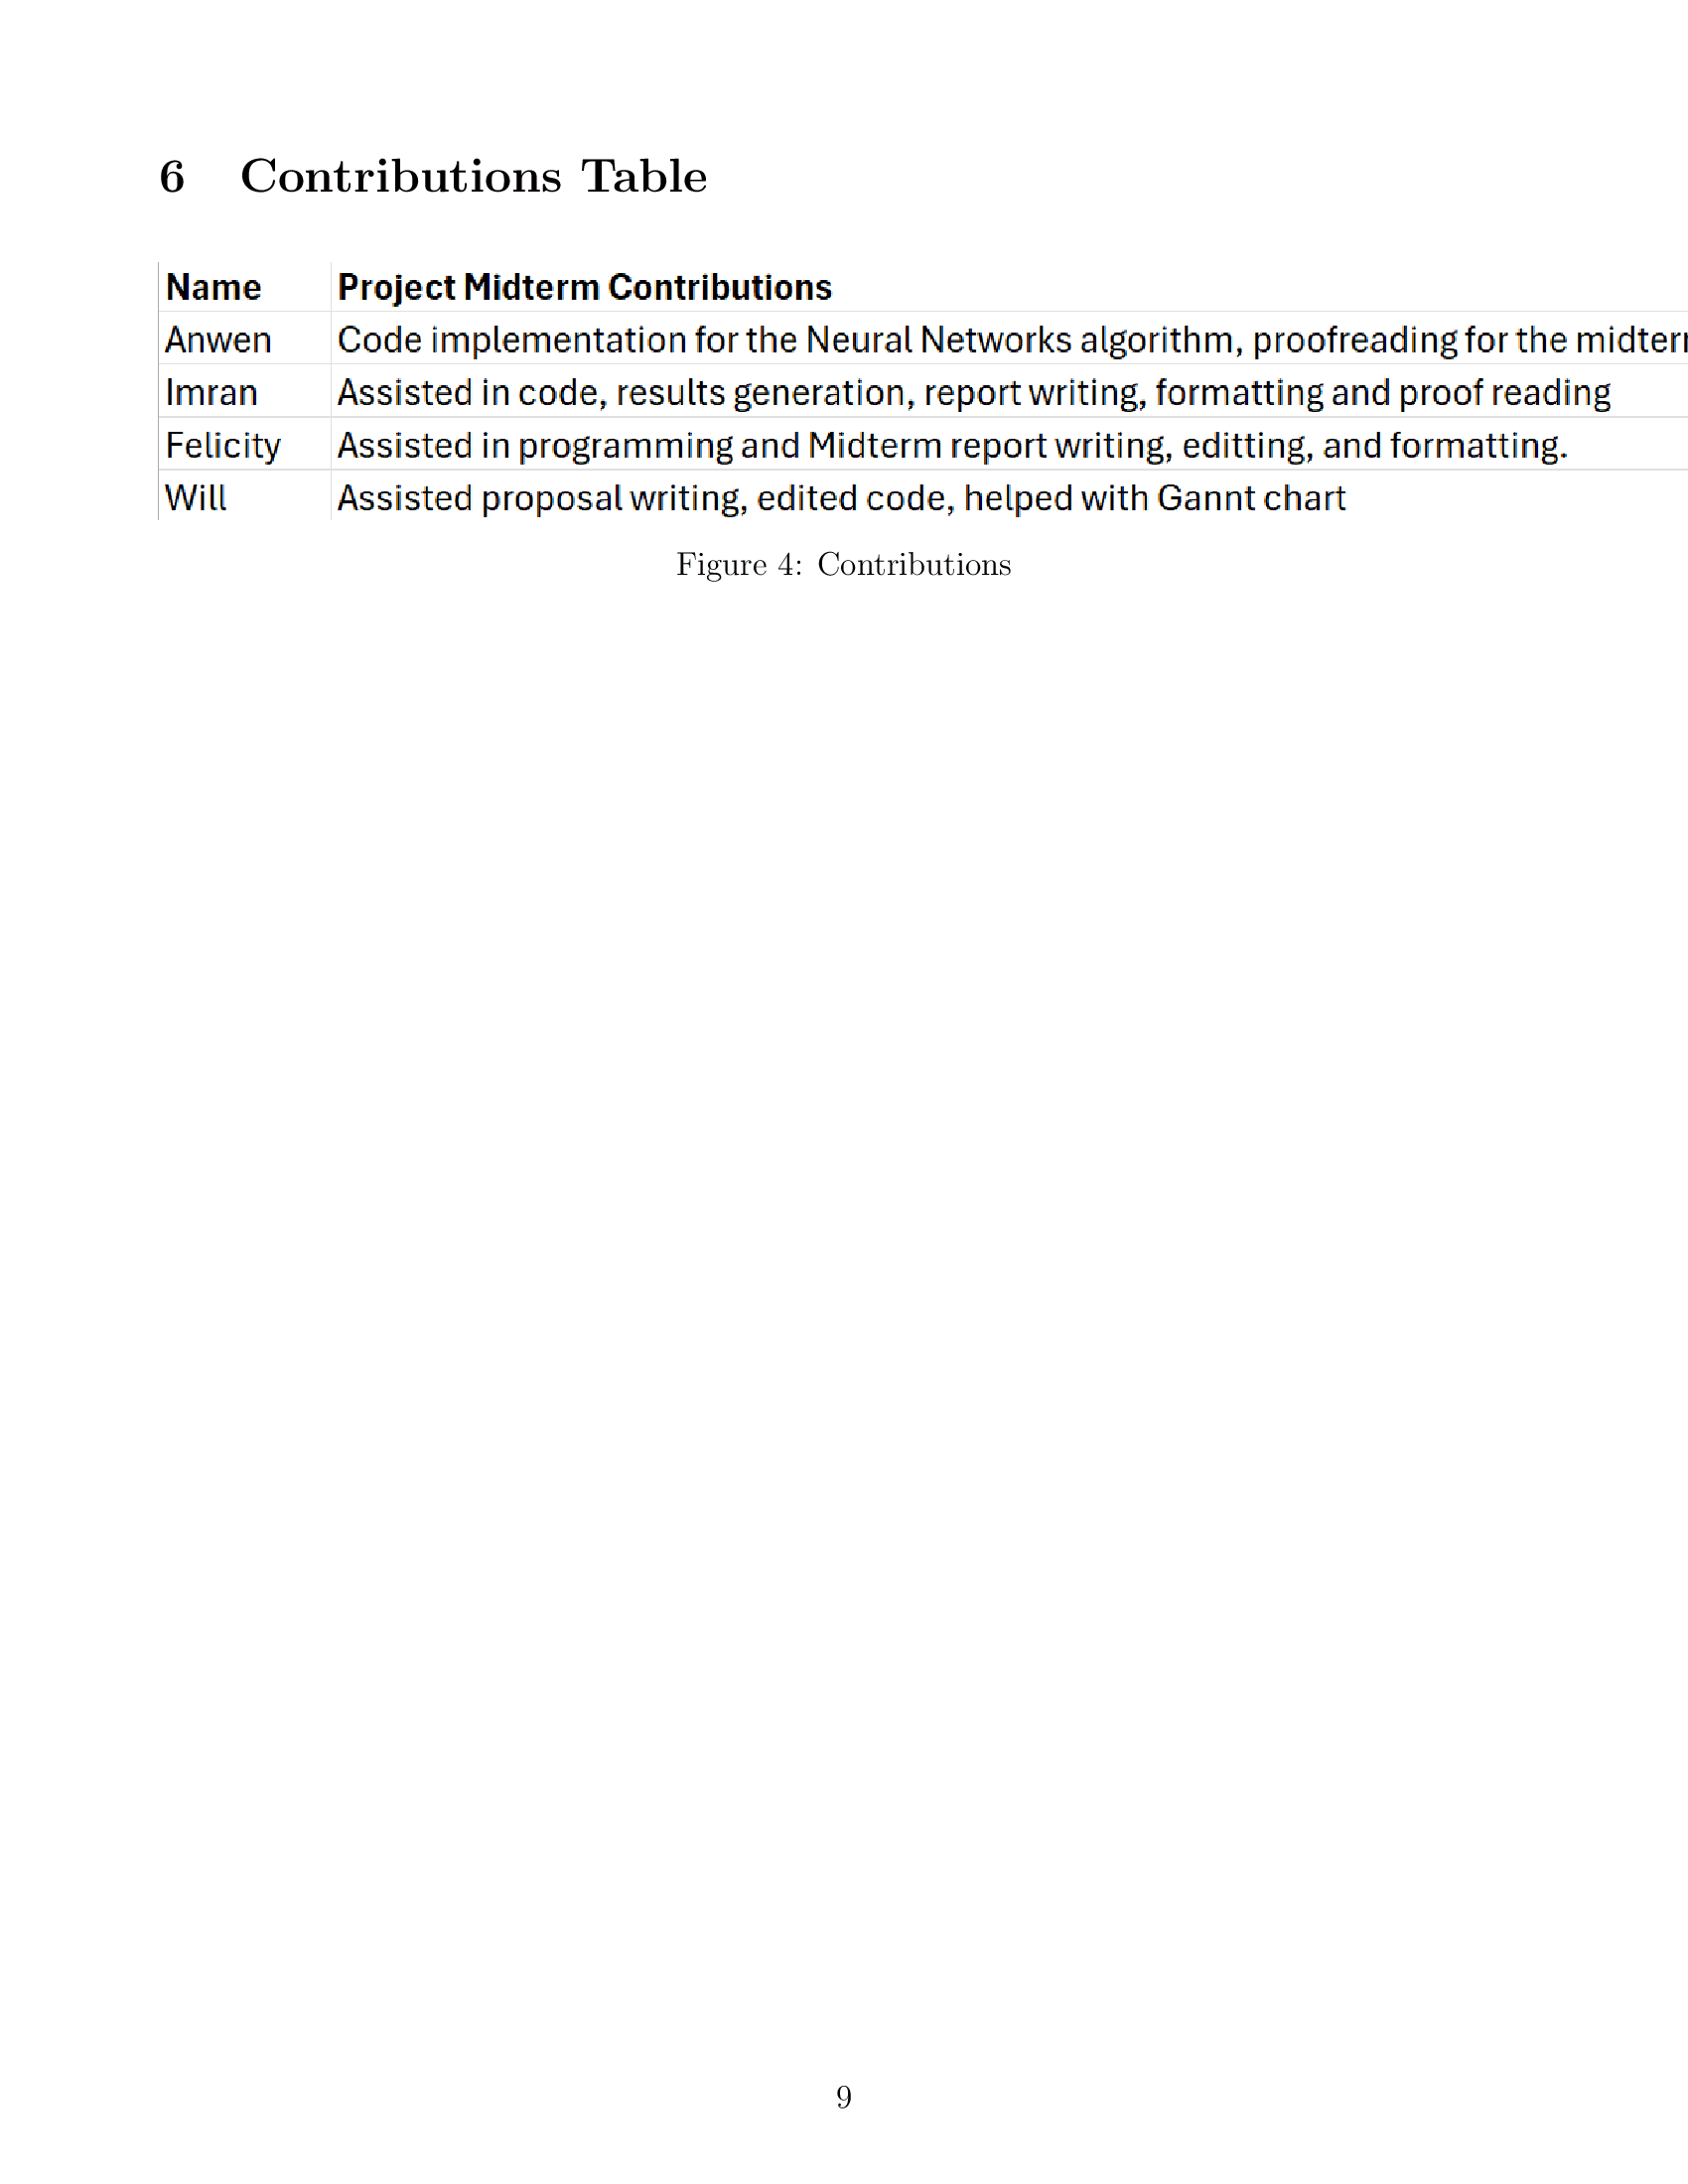 6 Contributions Table
Name Project Midterm Contributions
Anwen Code implementation for the Neural Networks algorithm, proofreading for the
Imran Assisted in code, results generation, report writing, formatting and proof reading
Felicity Assisted in programming and Midterm report writing, editting, and formatting.
Will Assisted proposal writing, edited code, helped with Gannt chart
Figure 4: Contributions
9